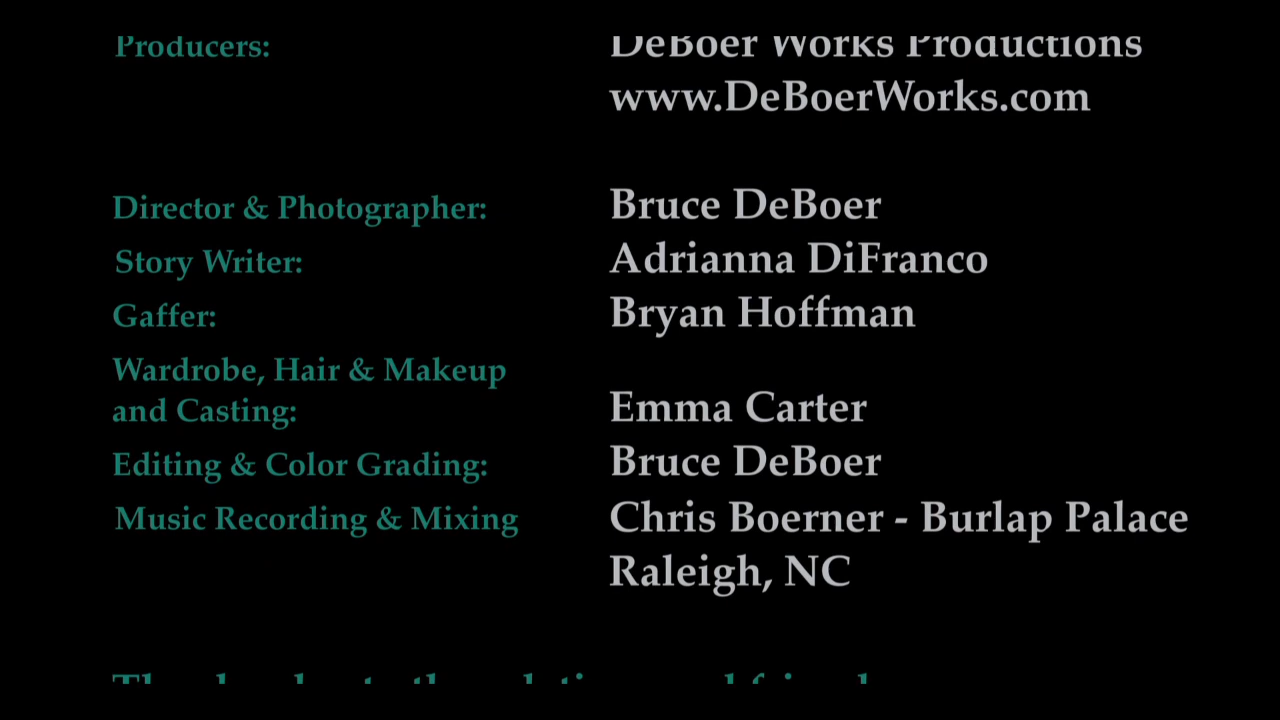 Producers: DeBoer Works Productions
www.DeBoerWorks.com
Director & Photographer: Bruce DeBoer
Story Writer: Adrianna DiFranco
Gaffer: Bryan Hoffman
Wardrobe, Hair & Makeup
and Casting: Emma Carter
Editing & Color Grading: Bruce DeBoer
Music Recording & Mixing Chris Boerner - Burlap Palace
Raleigh, NC